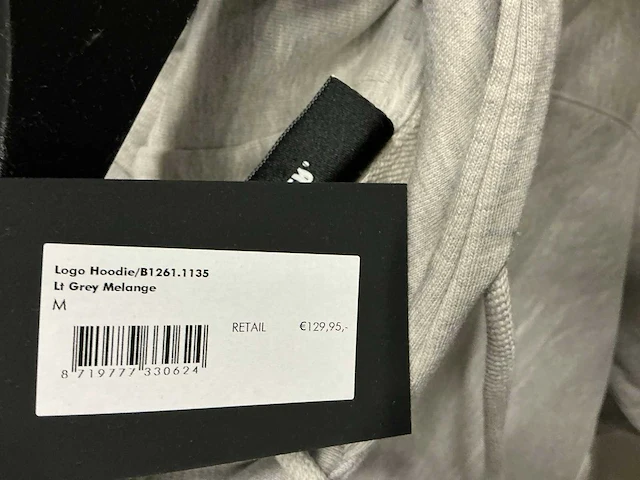 Logo Hoodie/B1261.1135
Lt Grey Melange
M
RETAIL €129,95,-
8 719777 330624